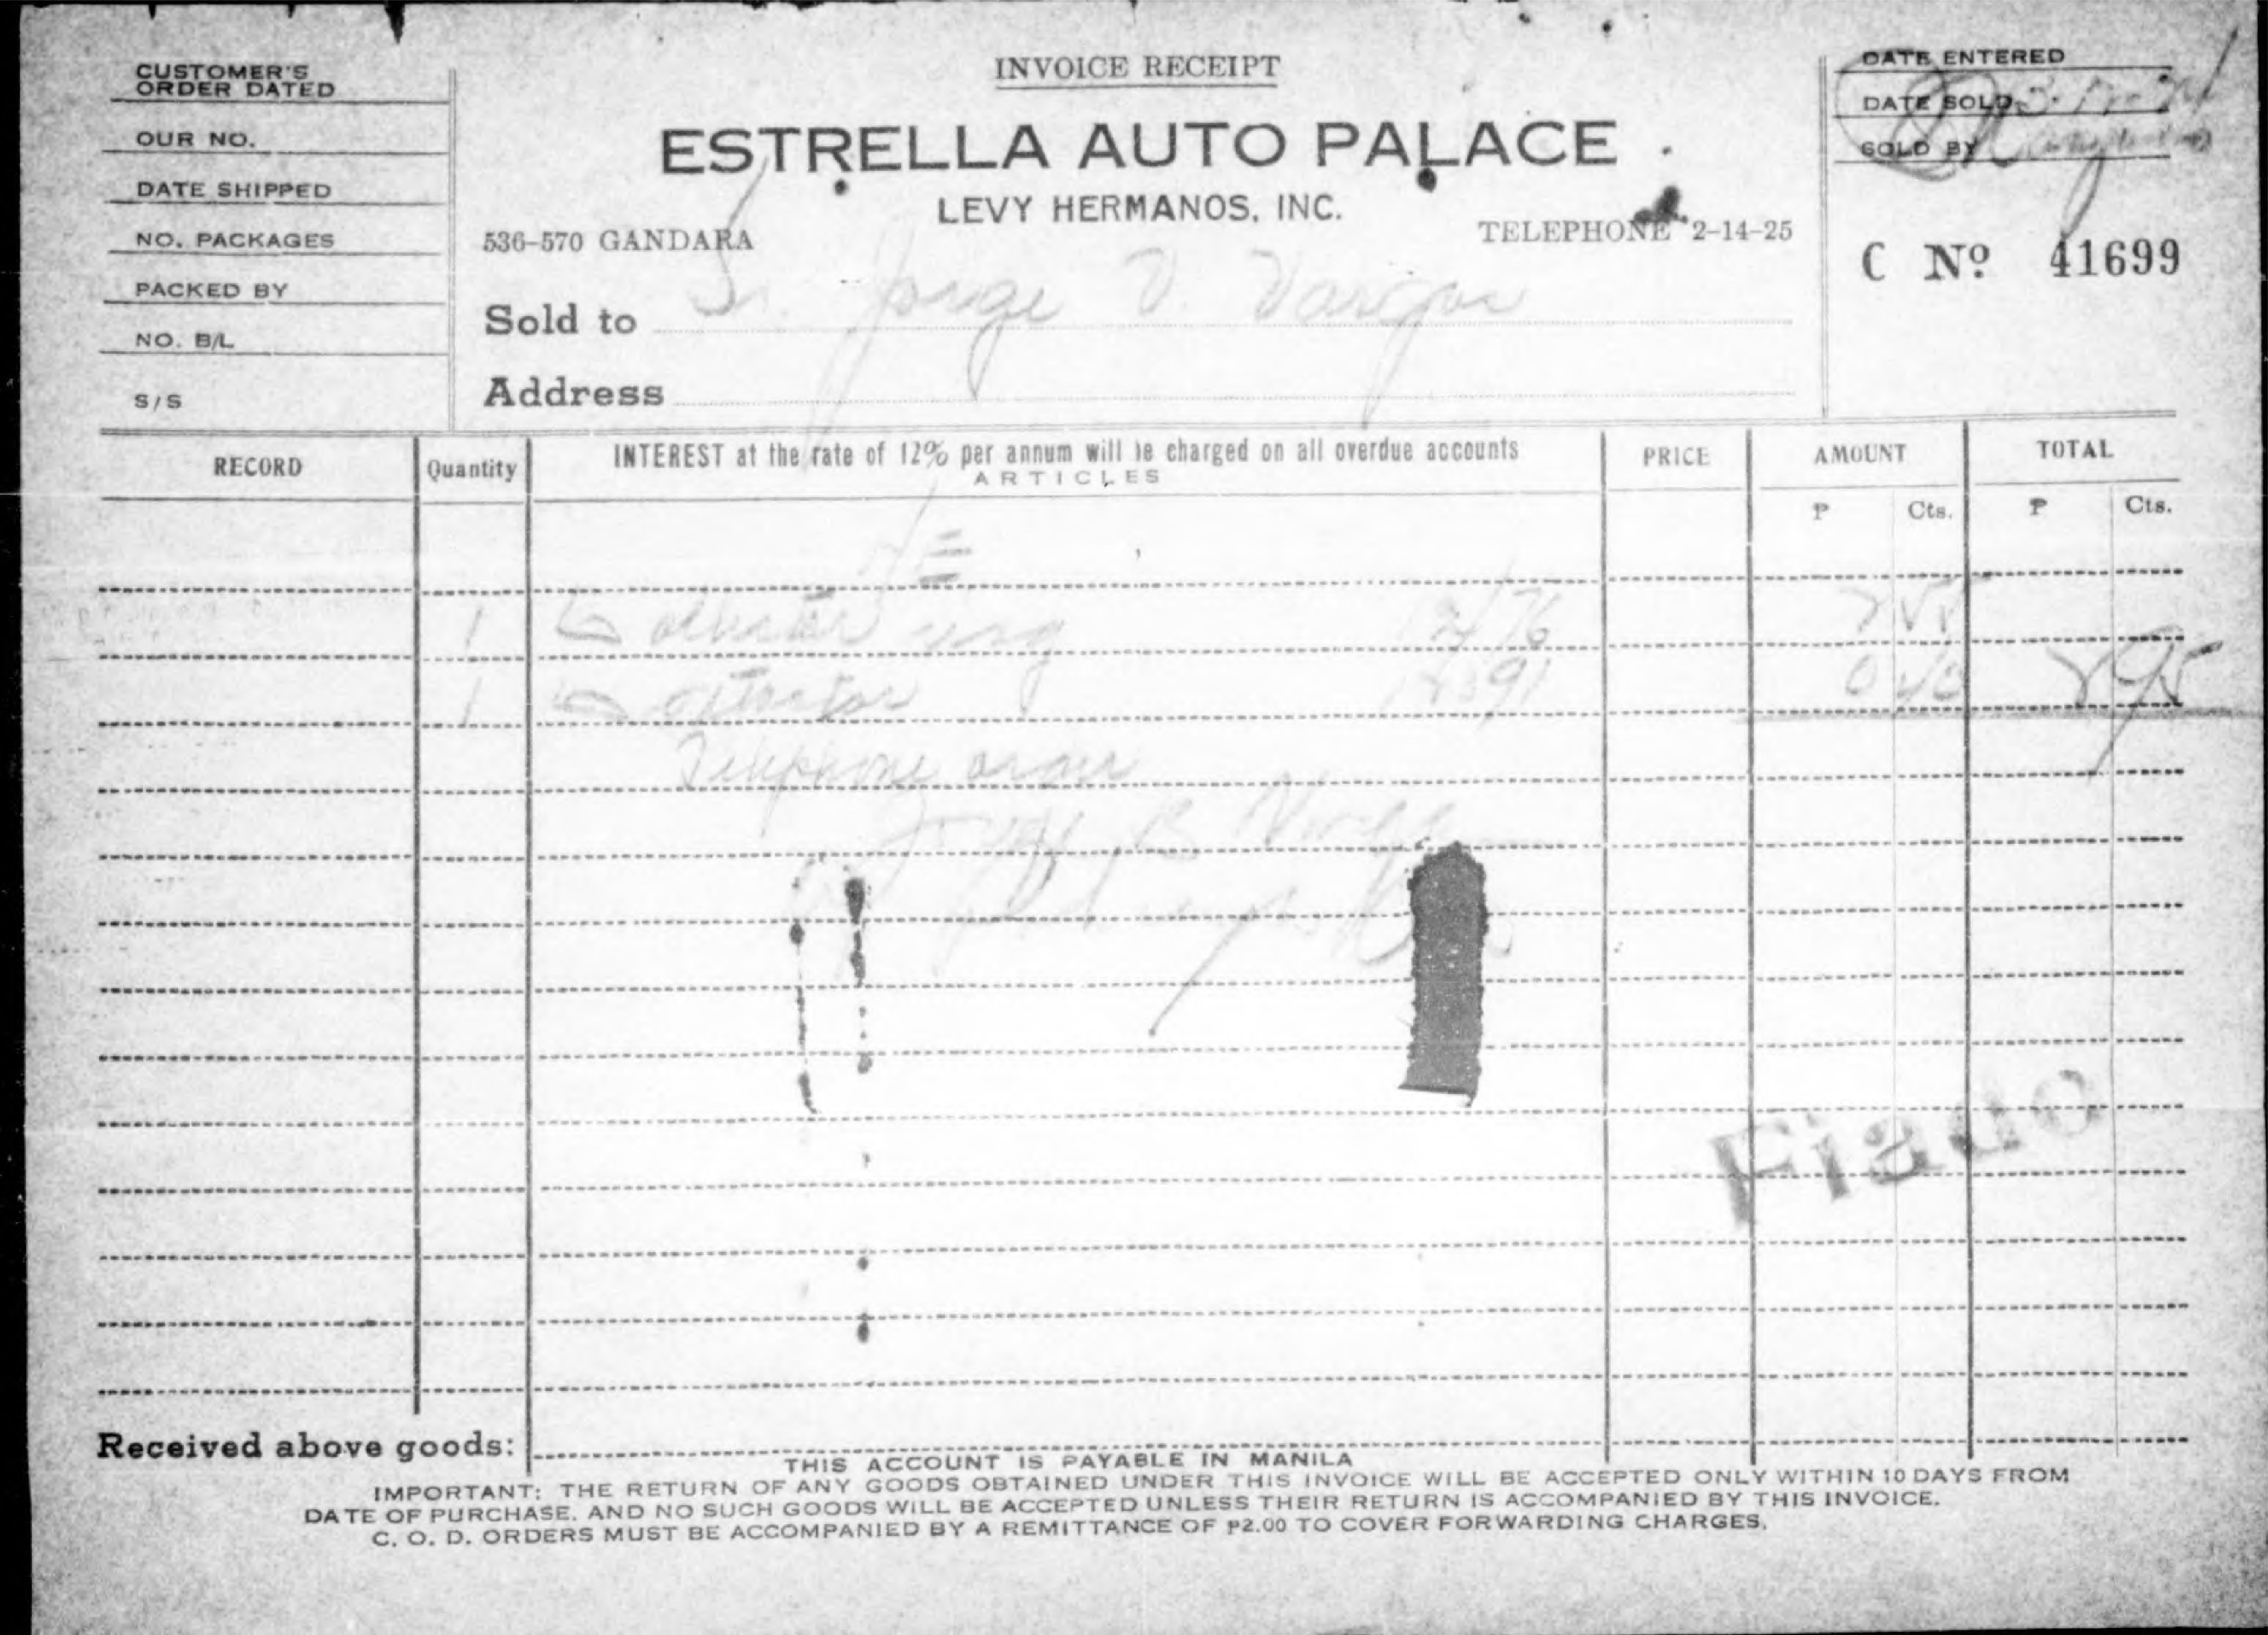 INVOICE RECEIPT
ESTRELLA AUTO PALACE
LEVY HERMANOS, INC.
536-570 GANDARA
TELEPHONE 2-14-25
CUSTOMER'S
ORDER DATED
OUR NO.
DATE SHIPPED
NO. PACKAGES
PACKED BY
NO. B/L
S/S
DATE ENTERED
DATE SOLD
SOLD BY
C Nº 41699
Sold to Sr. Jorge V. Vargas
Address
RECORD
Quantity
INTEREST at the rate of 12% per annum will be charged on all overdue accounts
ARTICLES
PRICE
AMOUNT
TOTAL
₱ Cts. ₱ Cts.
1
1
Telephone order
Fiado
Received above goods:
THIS ACCOUNT IS PAYABLE IN MANILA
IMPORTANT: THE RETURN OF ANY GOODS OBTAINED UNDER THIS INVOICE WILL BE ACCEPTED ONLY WITHIN 10 DAYS FROM
DATE OF PURCHASE. AND NO SUCH GOODS WILL BE ACCEPTED UNLESS THEIR RETURN IS ACCOMPANIED BY THIS INVOICE.
C. O. D. ORDERS MUST BE ACCOMPANIED BY A REMITTANCE OF ₱2.00 TO COVER FORWARDING CHARGES.